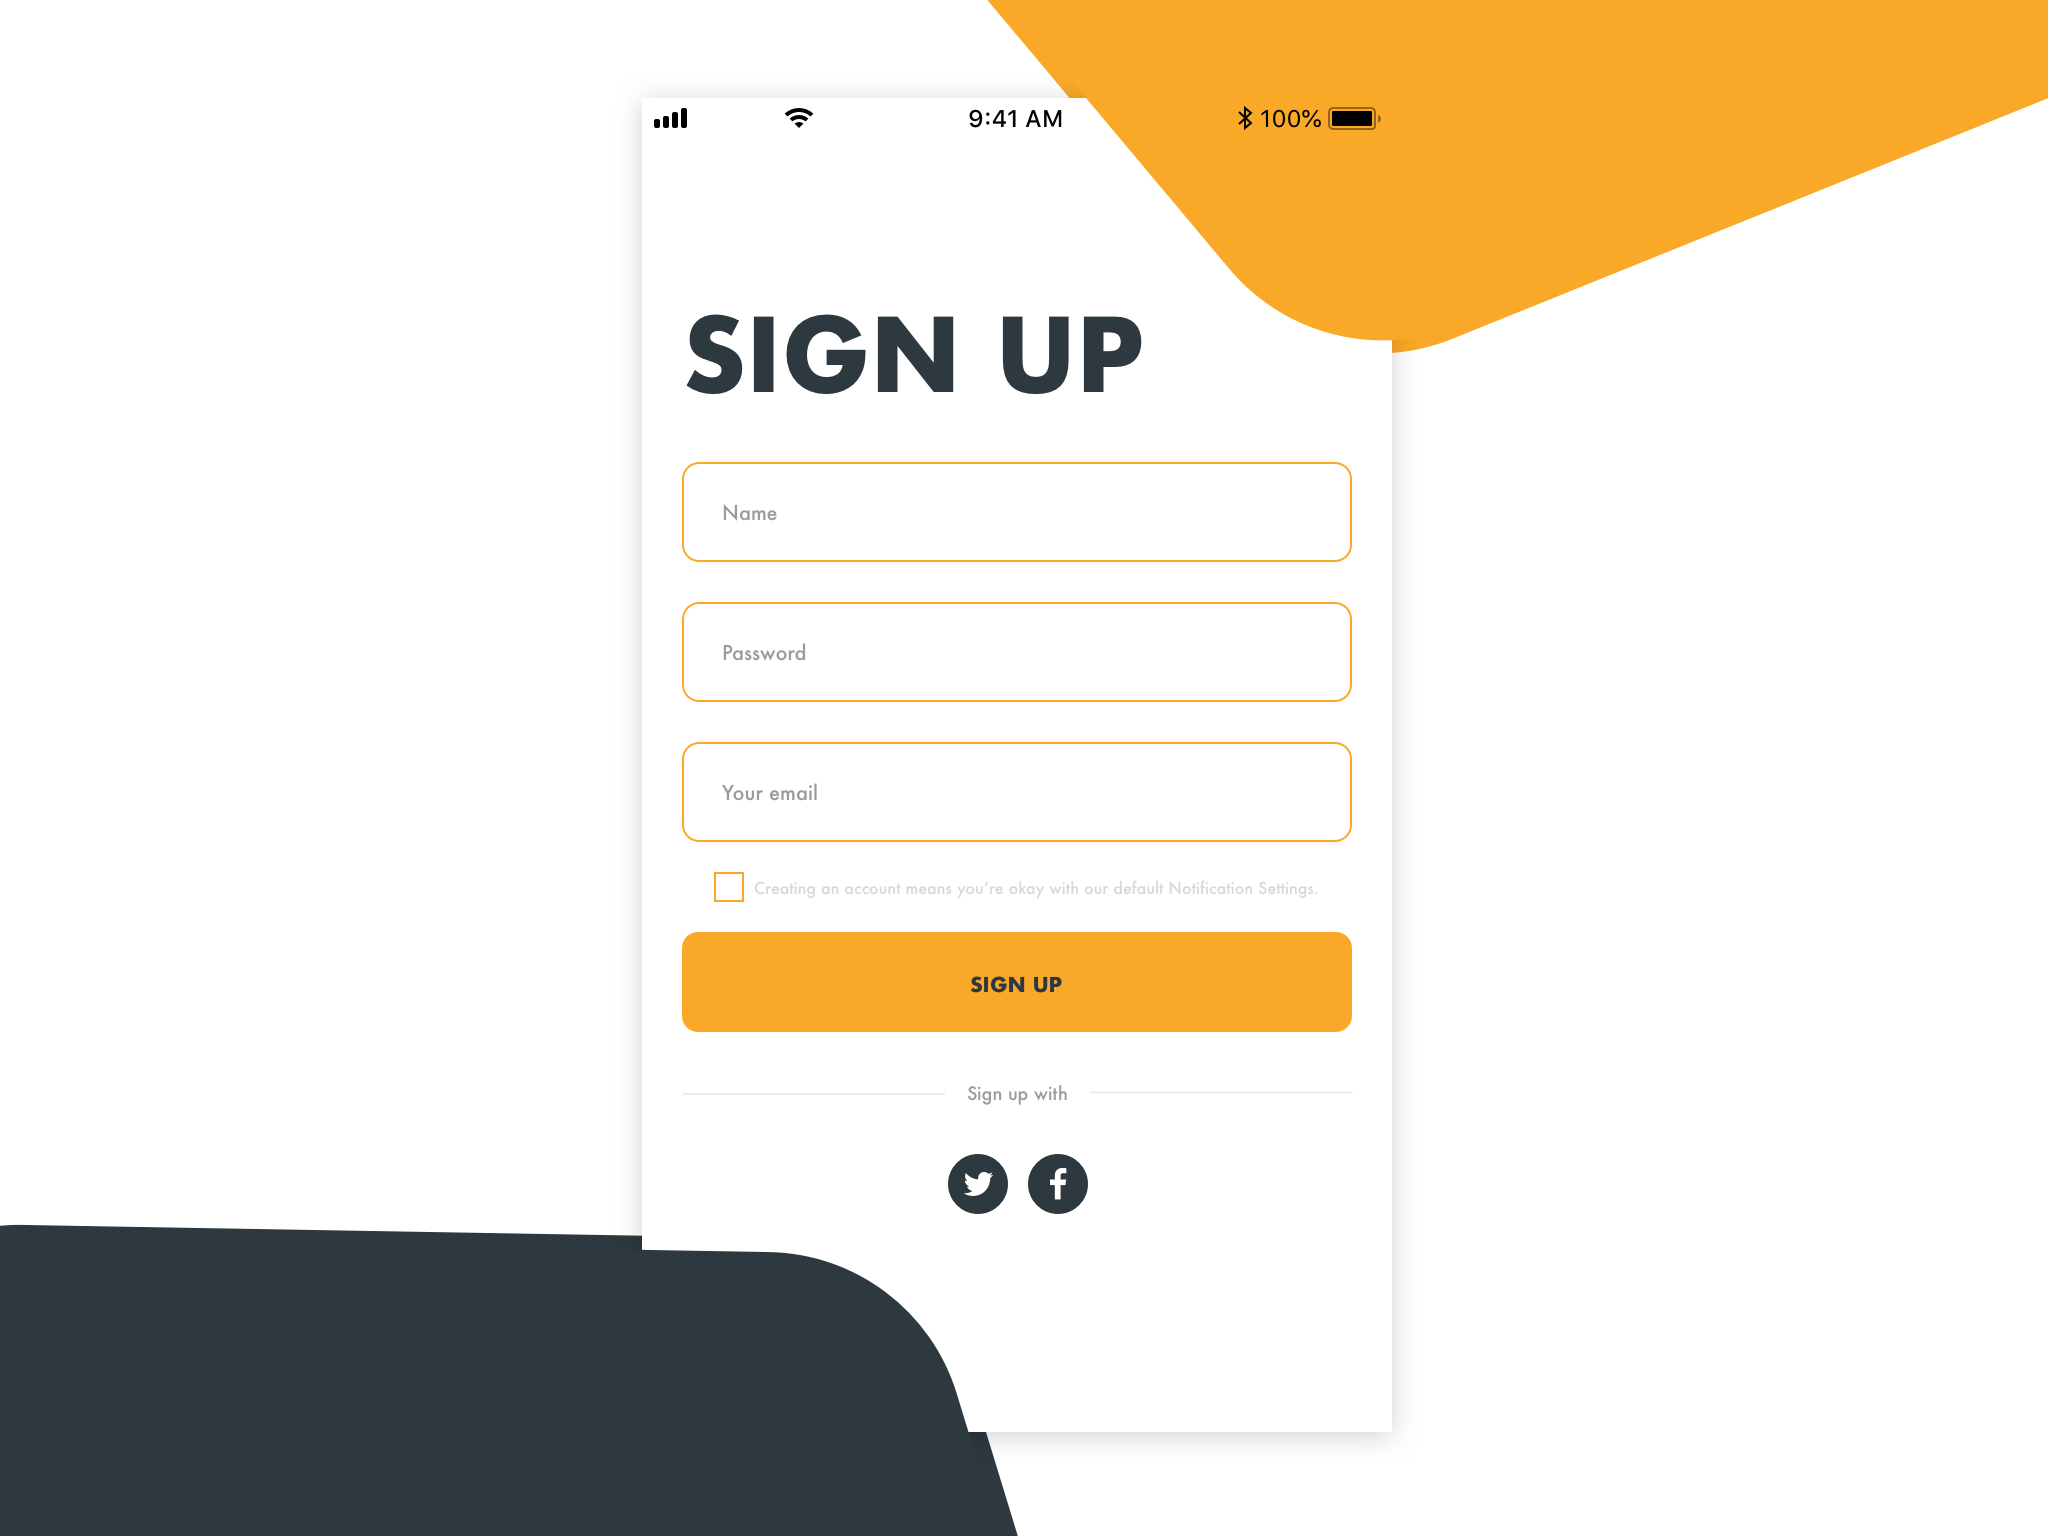 9:41 AM 100%
SIGN UP
Name
Password
Your email
Creating an account means you’re okay with our default Notification Settings.
SIGN UP
Sign up with